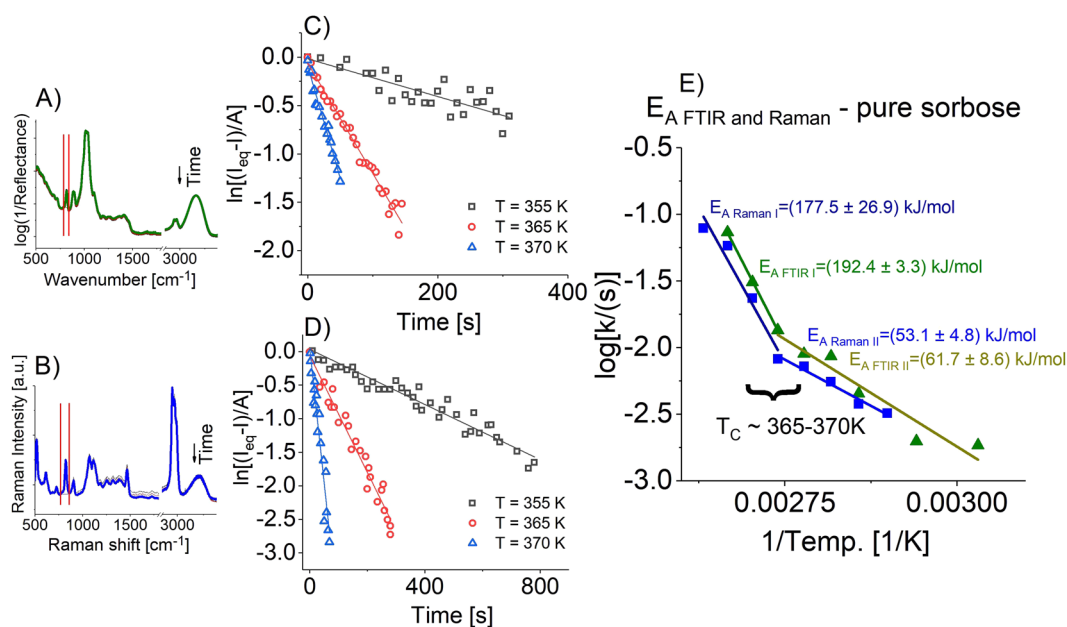 A)
log(1/Reflectance)
Time
500 1000 1500 3000
Wavenumber [cm⁻¹]
B)
Raman Intensity [a.u.]
Time
500 1000 1500 3000
Raman shift [cm⁻¹]
C)
ln[(I_eq-I)/A]
0.0
-0.5
-1.0
-1.5
-2.0
T = 355 K
T = 365 K
T = 370 K
0 200 400
Time [s]
D)
ln[(I_eq-I)/A]
0.0
-0.5
-1.0
-1.5
-2.0
-2.5
-3.0
T = 355 K
T = 365 K
T = 370 K
0 400 800
Time [s]
E)
E_A FTIR and Raman - pure sorbose
log[k/(s)]
-0.5
-1.0
-1.5
-2.0
-2.5
-3.0
E_A Raman I=(177.5 ± 26.9) kJ/mol
E_A FTIR I=(192.4 ± 3.3) kJ/mol
E_A Raman II=(53.1 ± 4.8) kJ/mol
E_A FTIR II=(61.7 ± 8.6) kJ/mol
T_C ~ 365-370K
0.00275 0.00300
1/Temp. [1/K]